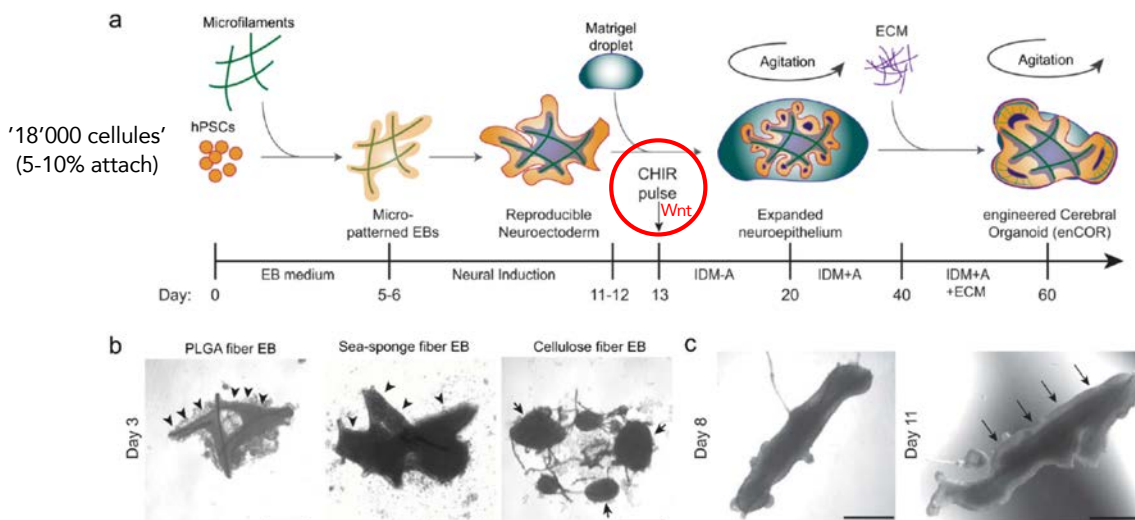 a
Microfilaments
Matrigel
droplet
ECM
Agitation
Agitation
'18'000 cellules'
(5-10% attach)
hPSCs
CHIR
pulse
Wnt
Micro-
patterned EBs
Reproducible
Neuroectoderm
Expanded
neuroepithelium
engineered Cerebral
Organoid (enCOR)
EB medium
Neural Induction
IDM-A
IDM+A
IDM+A
+ECM
Day: 0 5-6 11-12 13 20 40 60
b
PLGA fiber EB
Sea-sponge fiber EB
Cellulose fiber EB
c
Day 3
Day 8
Day 11